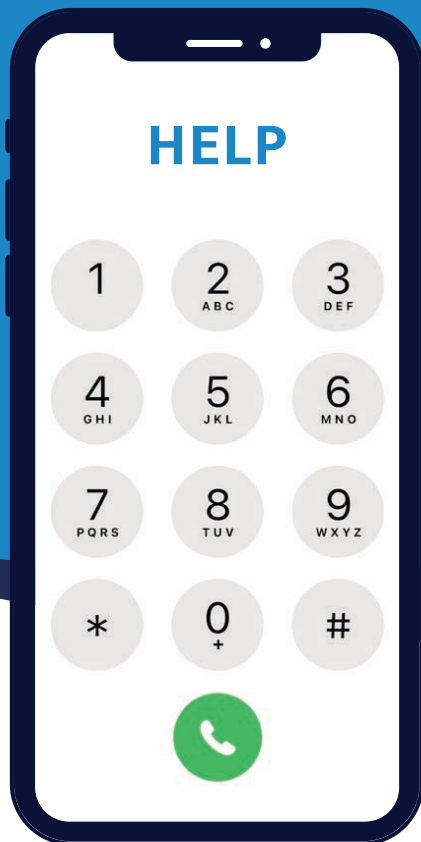 HELP
1 2 3
ABC DEF
4 5 6
GHI JKL MNO
7 8 9
PQRS TUV WXYZ
* 0 #
+